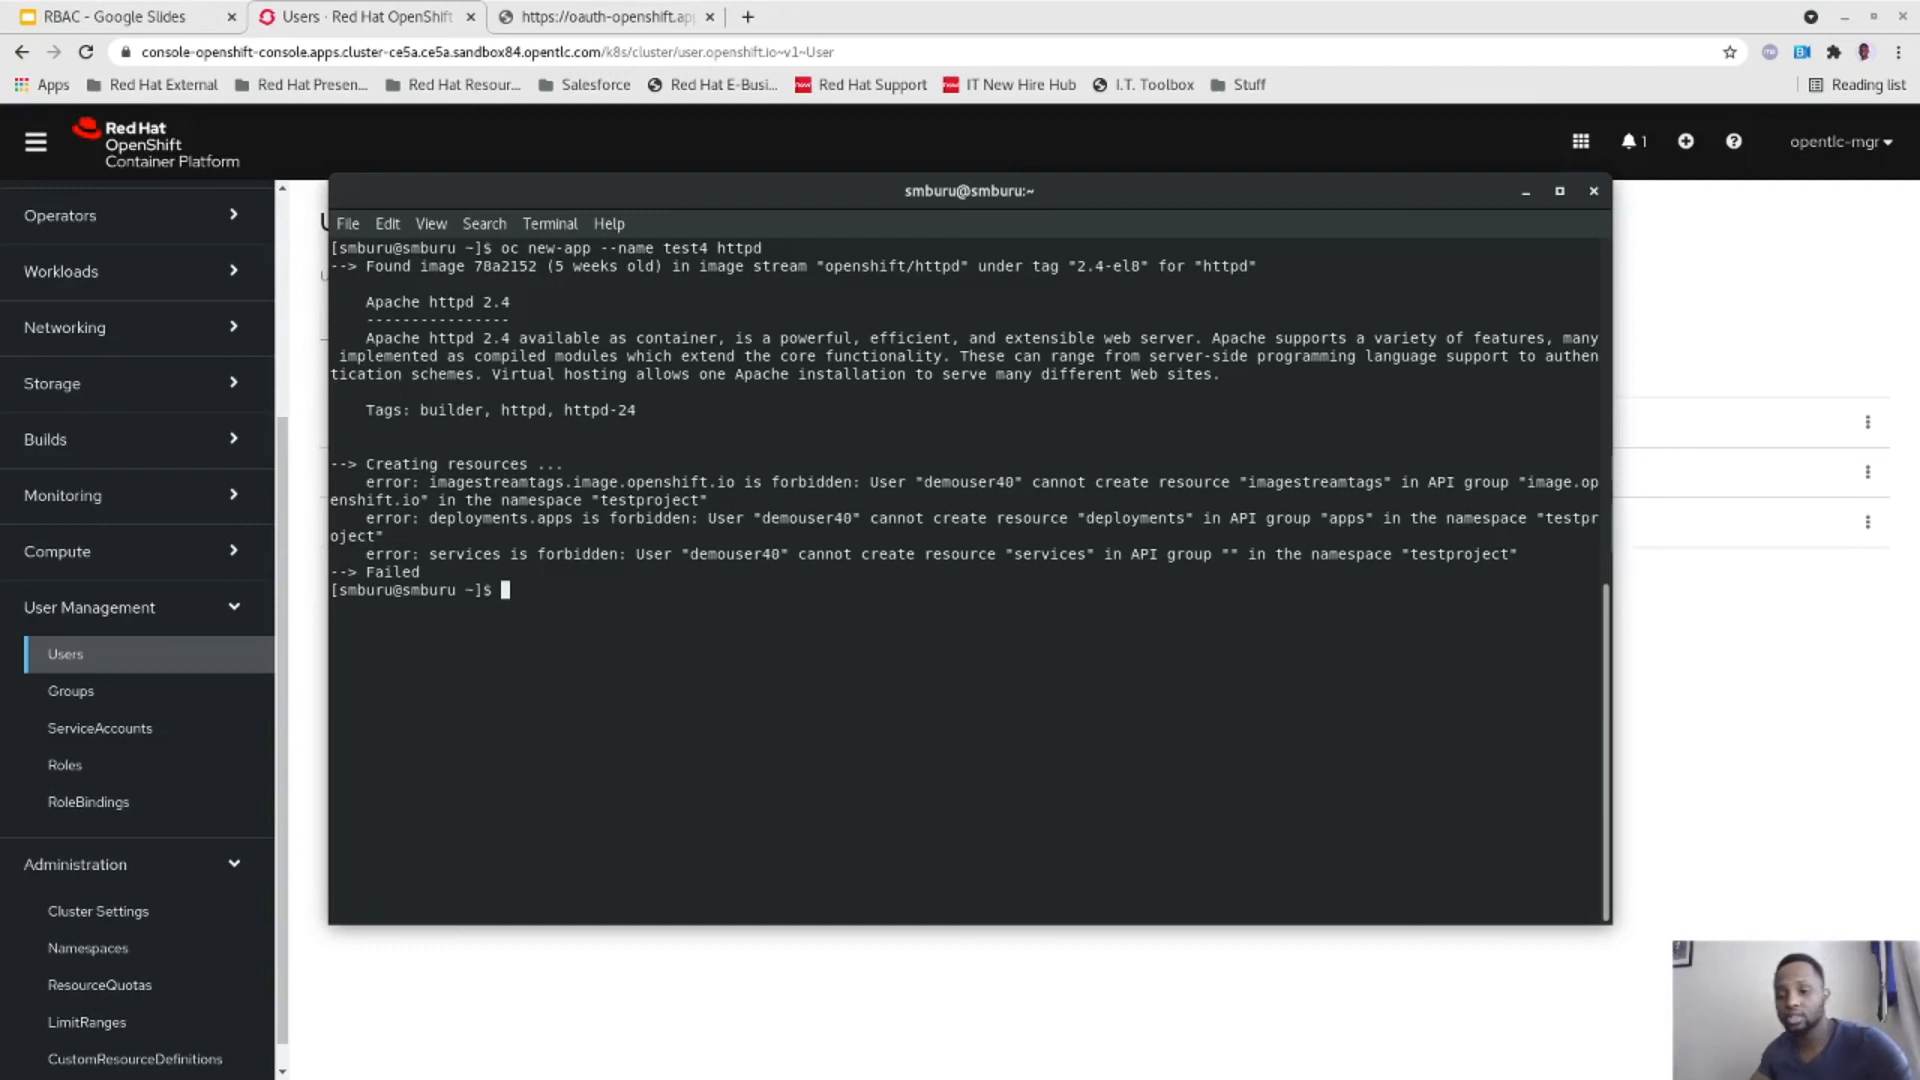 RBAC - Google Slides
Users · Red Hat OpenShift
https://oauth-openshift.ap
console-openshift-console.apps.cluster-ce5a.ce5a.sandbox84.opentlc.com/k8s/cluster/user.openshift.io~v1~User
Apps
Red Hat External
Red Hat Presen...
Red Hat Resour...
Salesforce
Red Hat E-Busi...
Red Hat Support
IT New Hire Hub
I.T. Toolbox
Stuff
Reading list
Red Hat
OpenShift
Container Platform
1
opentlc-mgr
Operators
Workloads
Networking
Storage
Builds
Monitoring
Compute
User Management
Users
Groups
ServiceAccounts
Roles
RoleBindings
Administration
Cluster Settings
Namespaces
ResourceQuotas
LimitRanges
CustomResourceDefinitions
smburu@smburu:~
File Edit View Search Terminal Help
[smburu@smburu ~]$ oc new-app --name test4 httpd
--> Found image 78a2152 (5 weeks old) in image stream "openshift/httpd" under tag "2.4-el8" for "httpd"
Apache httpd 2.4
----------------
Apache httpd 2.4 available as container, is a powerful, efficient, and extensible web server. Apache supports a variety of features, many
implemented as compiled modules which extend the core functionality. These can range from server-side programming language support to authen
tication schemes. Virtual hosting allows one Apache installation to serve many different Web sites.
Tags: builder, httpd, httpd-24
--> Creating resources ...
error: imagestreamtags.image.openshift.io is forbidden: User "demouser40" cannot create resource "imagestreamtags" in API group "image.op
enshift.io" in the namespace "testproject"
error: deployments.apps is forbidden: User "demouser40" cannot create resource "deployments" in API group "apps" in the namespace "testpr
oject"
error: services is forbidden: User "demouser40" cannot create resource "services" in API group "" in the namespace "testproject"
--> Failed
[smburu@smburu ~]$